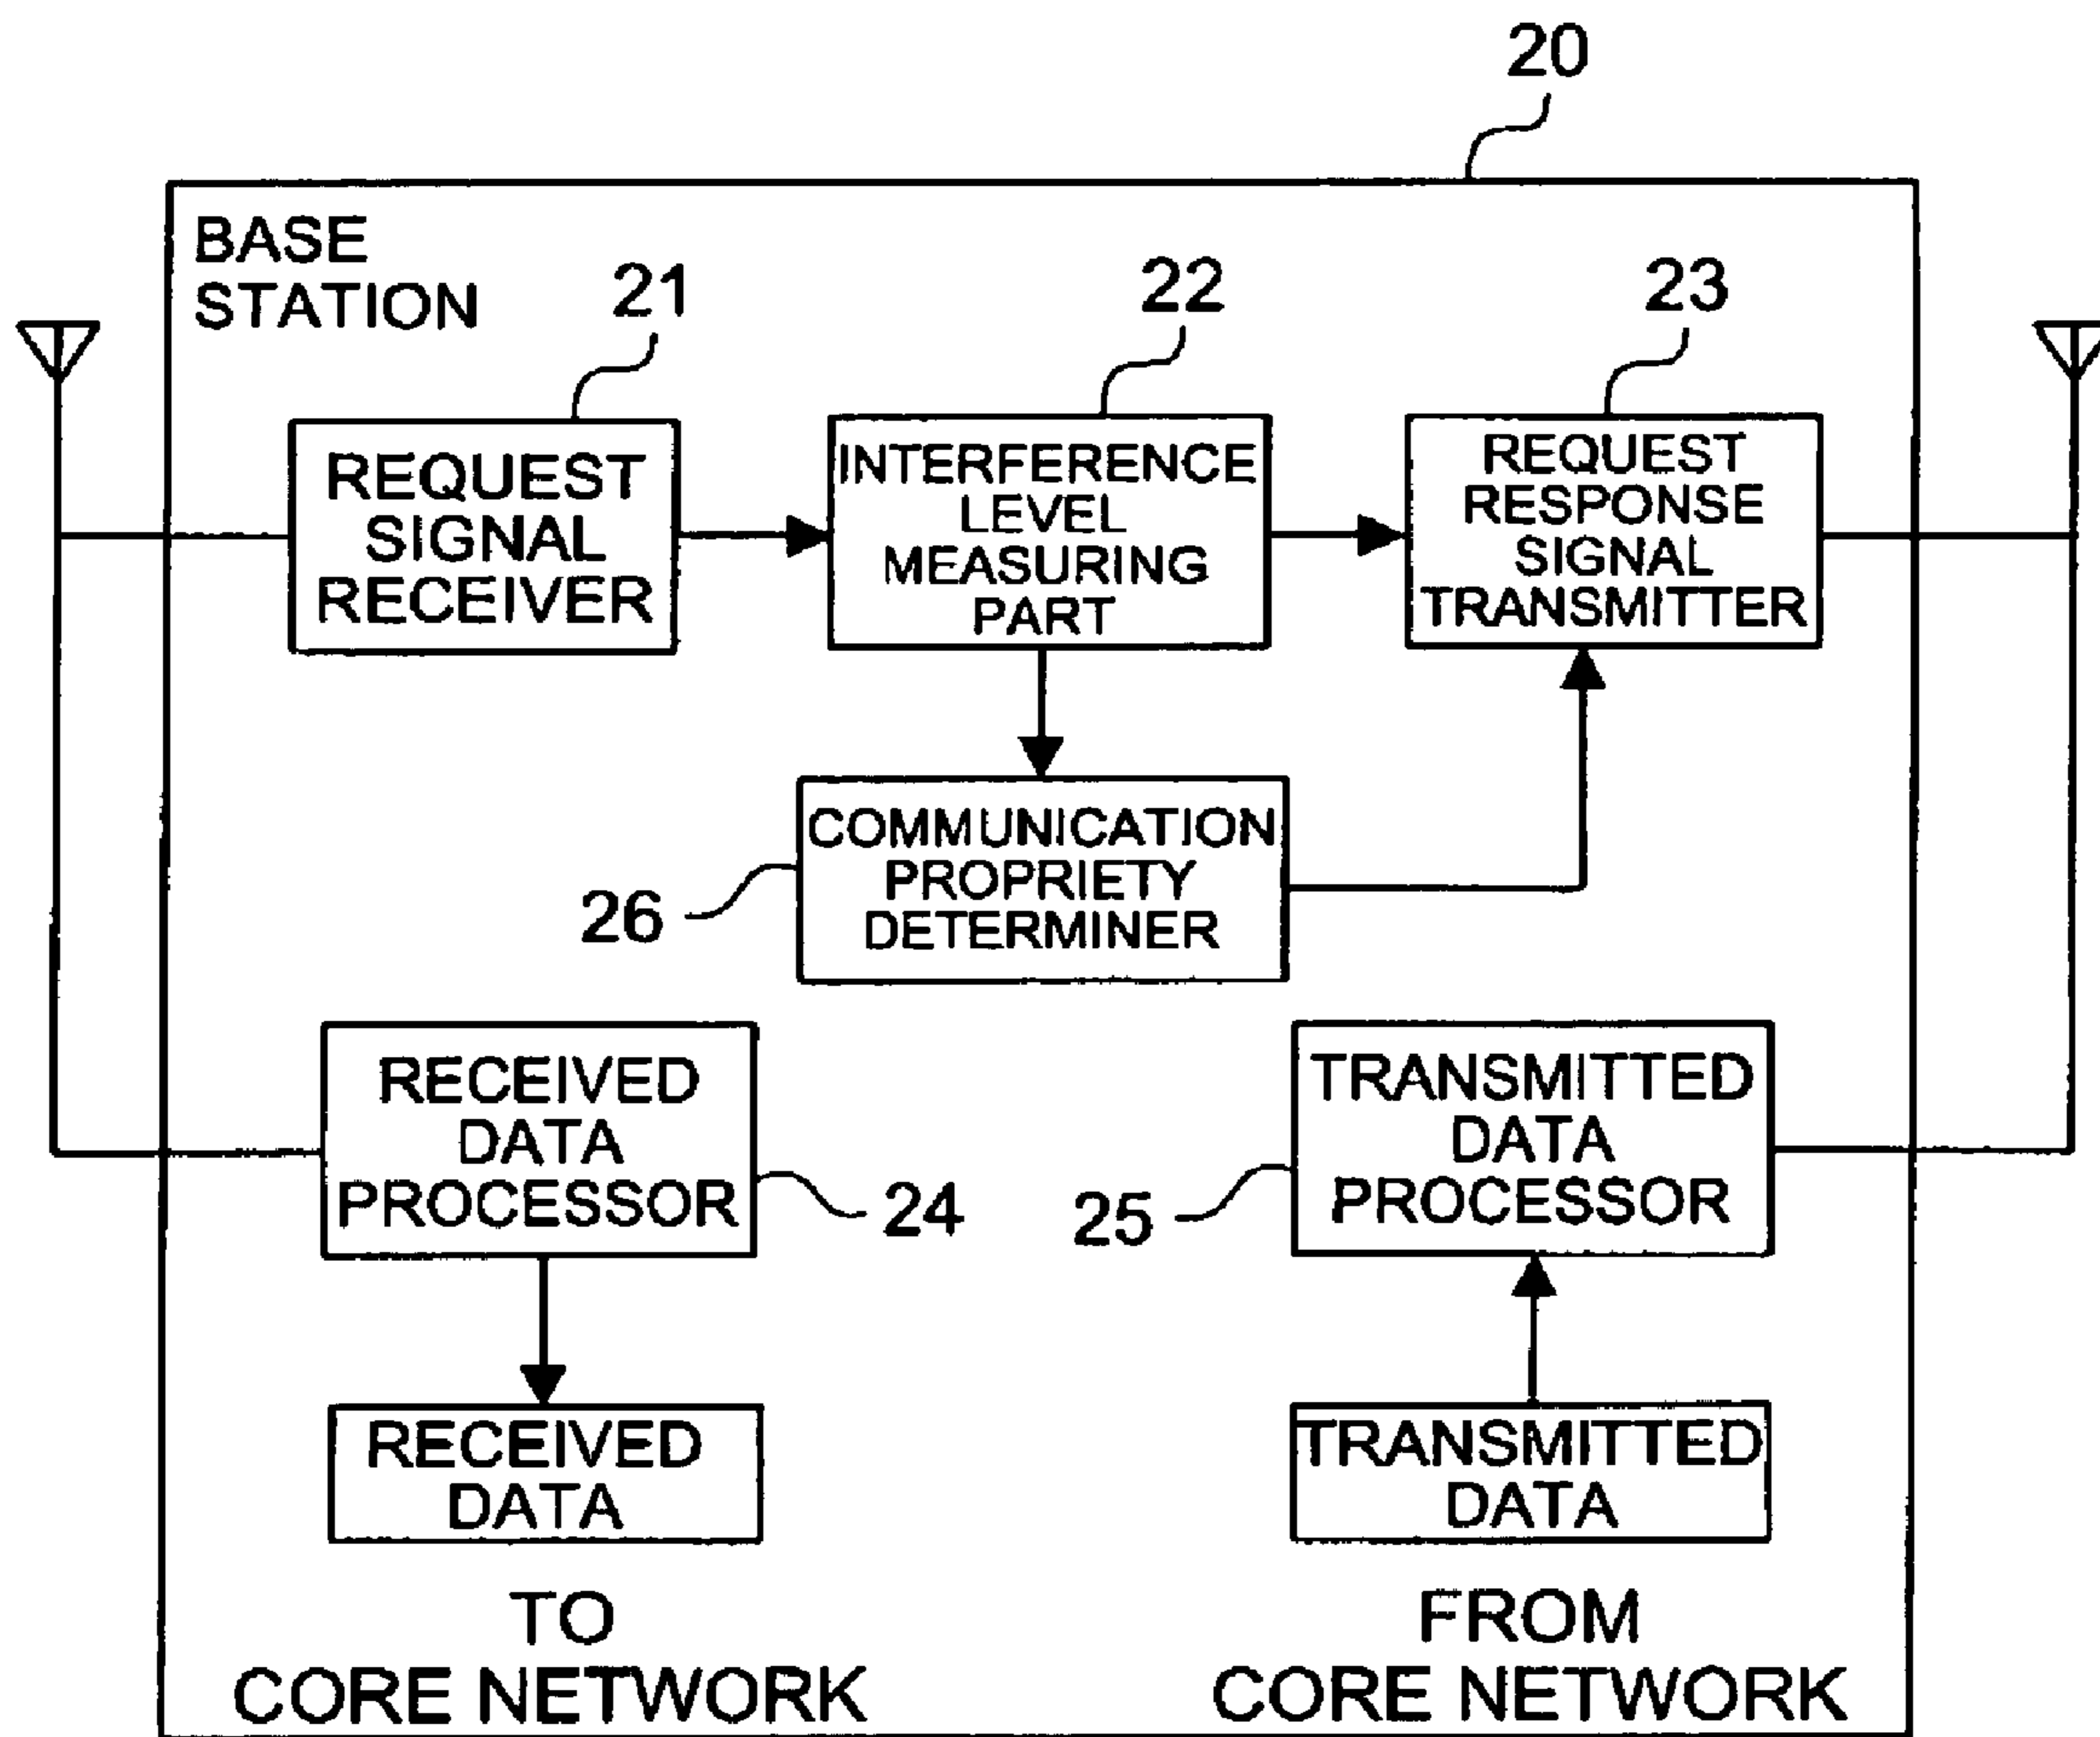 20
BASE
STATION
21
22
23
REQUEST
SIGNAL
RECEIVER
INTERFERENCE
LEVEL
MEASURING
PART
REQUEST
RESPONSE
SIGNAL
TRANSMITTER
COMMUNICATION
PROPRIETY
DETERMINER
26
RECEIVED
DATA
PROCESSOR
24
TRANSMITTED
DATA
PROCESSOR
25
RECEIVED
DATA
TRANSMITTED
DATA
TO
CORE NETWORK
FROM
CORE NETWORK